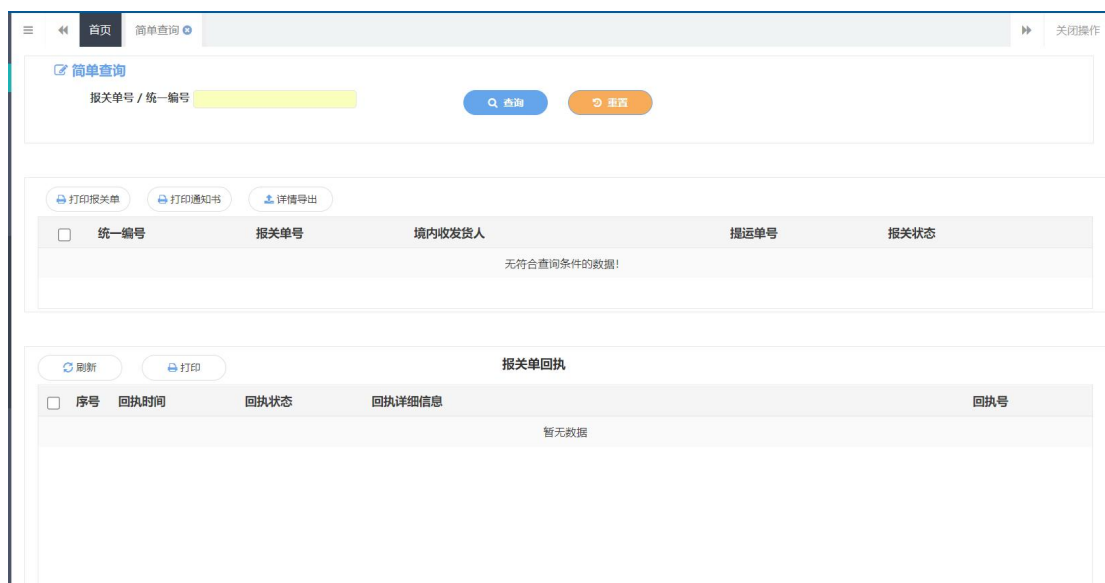 首页 简单查询 关闭操作
简单查询
报关单号 / 统一编号 查询 重置
打印报关单 打印通知书 详情导出
统一编号 报关单号 境内收发货人 提运单号 报关状态
无符合查询条件的数据!
刷新 打印 报关单回执
序号 回执时间 回执状态 回执详细信息 回执号
暂无数据